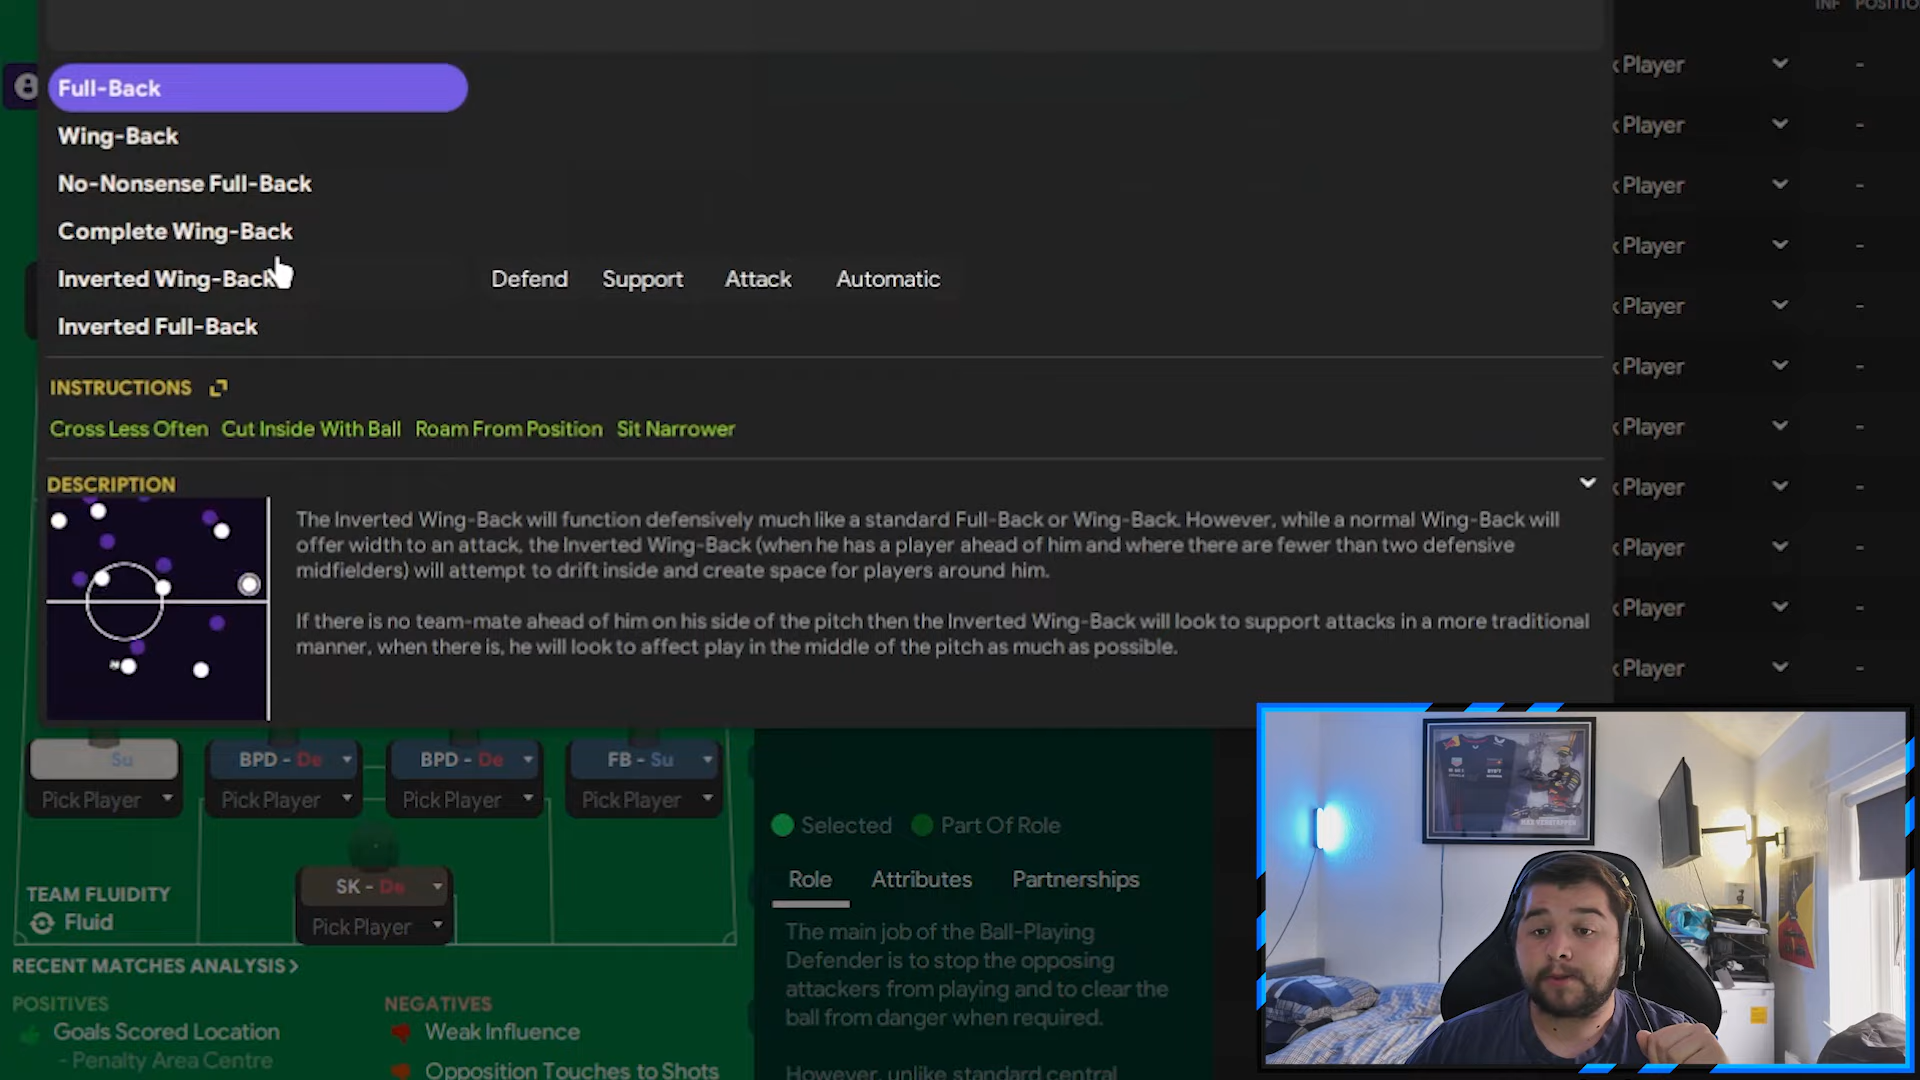 INF POSITIO
Full-Back
Wing-Back
No-Nonsense Full-Back
Complete Wing-Back
Inverted Wing-Back Defend Support Attack Automatic
Inverted Full-Back
Player -
Player -
Player -
Player -
Player -
Player -
Player -
Player -
Player -
Player -
Player -
INSTRUCTIONS
Cross Less Often Cut Inside With Ball Roam From Position Sit Narrower
DESCRIPTION
The Inverted Wing-Back will function defensively much like a standard Full-Back or Wing-Back. However, while a normal Wing-Back will
offer width to an attack, the Inverted Wing-Back (when he has a player ahead of him and where there are fewer than two defensive
midfielders) will attempt to drift inside and create space for players around him.
If there is no team-mate ahead of him on his side of the pitch then the Inverted Wing-Back will look to support attacks in a more traditional
manner, when there is, he will look to affect play in the middle of the pitch as much as possible.
Su BPD - De BPD - De FB - Su
Pick Player Pick Player Pick Player Pick Player
SK - De
Pick Player
TEAM FLUIDITY
Fluid
RECENT MATCHES ANALYSIS >
POSITIVES
Goals Scored Location
- Penalty Area Centre
NEGATIVES
Weak Influence
Opposition Touches to Shots
Selected Part Of Role
Role Attributes Partnerships
The main job of the Ball-Playing
Defender is to stop the opposing
attackers from playing and to clear the
ball from danger when required.
However, unlike standard central